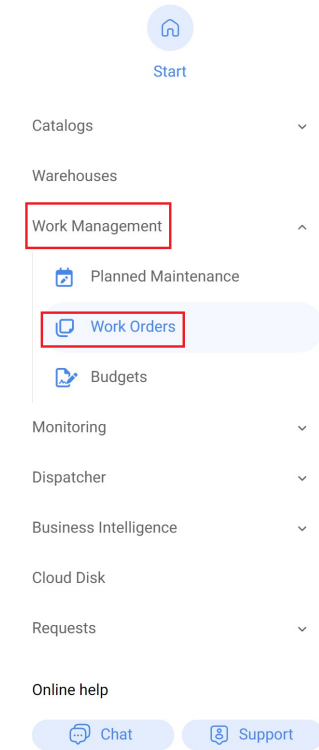 Start
Catalogs
Warehouses
Work Management
Planned Maintenance
Work Orders
Budgets
Monitoring
Dispatcher
Business Intelligence
Cloud Disk
Requests
Online help
Chat Support